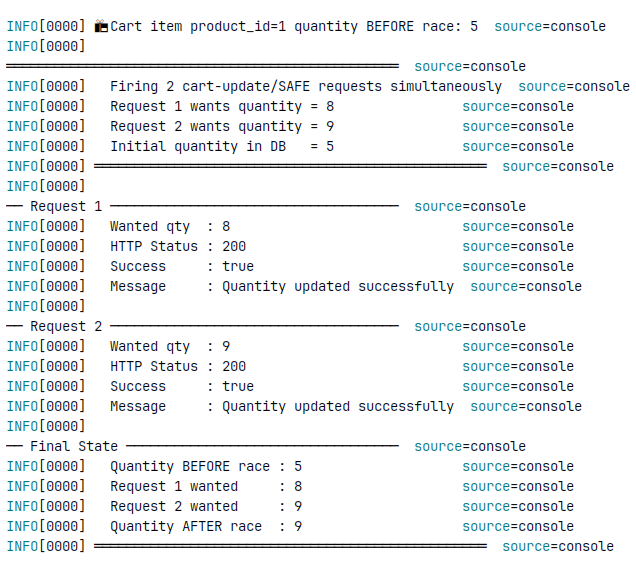 INFO[0000] 🛍Cart item product_id=1 quantity BEFORE race: 5  source=console
INFO[0000]
══════════════════════════════════════════════════  source=console
INFO[0000]   Firing 2 cart-update/SAFE requests simultaneously  source=console
INFO[0000]   Request 1 wants quantity = 8                source=console
INFO[0000]   Request 2 wants quantity = 9                source=console
INFO[0000]   Initial quantity in DB   = 5                source=console
INFO[0000] ══════════════════════════════════════════════════  source=console
INFO[0000]
── Request 1 ────────────────────────────────────  source=console
INFO[0000]   Wanted qty  : 8                             source=console
INFO[0000]   HTTP Status : 200                           source=console
INFO[0000]   Success     : true                          source=console
INFO[0000]   Message     : Quantity updated successfully  source=console
INFO[0000]
── Request 2 ────────────────────────────────────  source=console
INFO[0000]   Wanted qty  : 9                             source=console
INFO[0000]   HTTP Status : 200                           source=console
INFO[0000]   Success     : true                          source=console
INFO[0000]   Message     : Quantity updated successfully  source=console
INFO[0000]
── Final State ──────────────────────────────────  source=console
INFO[0000]   Quantity BEFORE race : 5                    source=console
INFO[0000]   Request 1 wanted     : 8                    source=console
INFO[0000]   Request 2 wanted     : 9                    source=console
INFO[0000]   Quantity AFTER race  : 9                    source=console
INFO[0000] ══════════════════════════════════════════════════  source=console